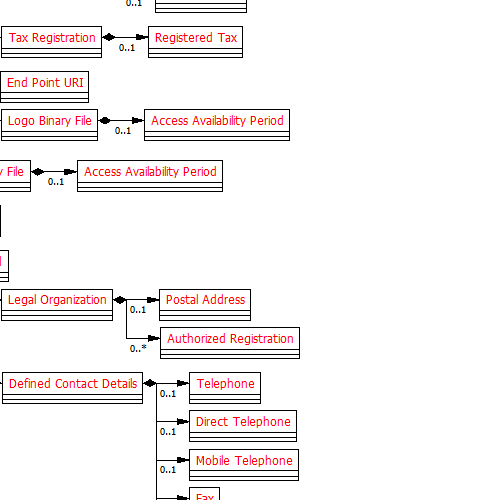 0..1
Tax Registration
0..1
Registered Tax
End Point URI
Logo Binary File
0..1
Access Availability Period
File
0..1
Access Availability Period
Legal Organization
0..1
Postal Address
0..*
Authorized Registration
Defined Contact Details
0..1
Telephone
0..1
Direct Telephone
0..1
Mobile Telephone
Fax